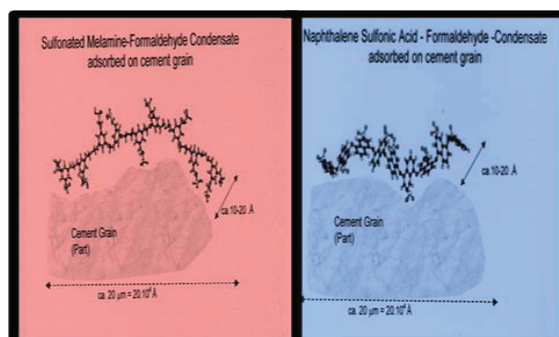 Sulfonated Melamine-Formaldehyde Condensate
adsorbed on cement grain
ca.10-20. Å
Cement Grain
(Part)
ca. 20 µm = 20.10⁴ Å
Naphthalene Sulfonic Acid - Formaldehyde -Condensate
adsorbed on cement grain
ca.10-20. Å
Cement Grain
(Part)
ca. 20 µm = 20.10⁴ Å